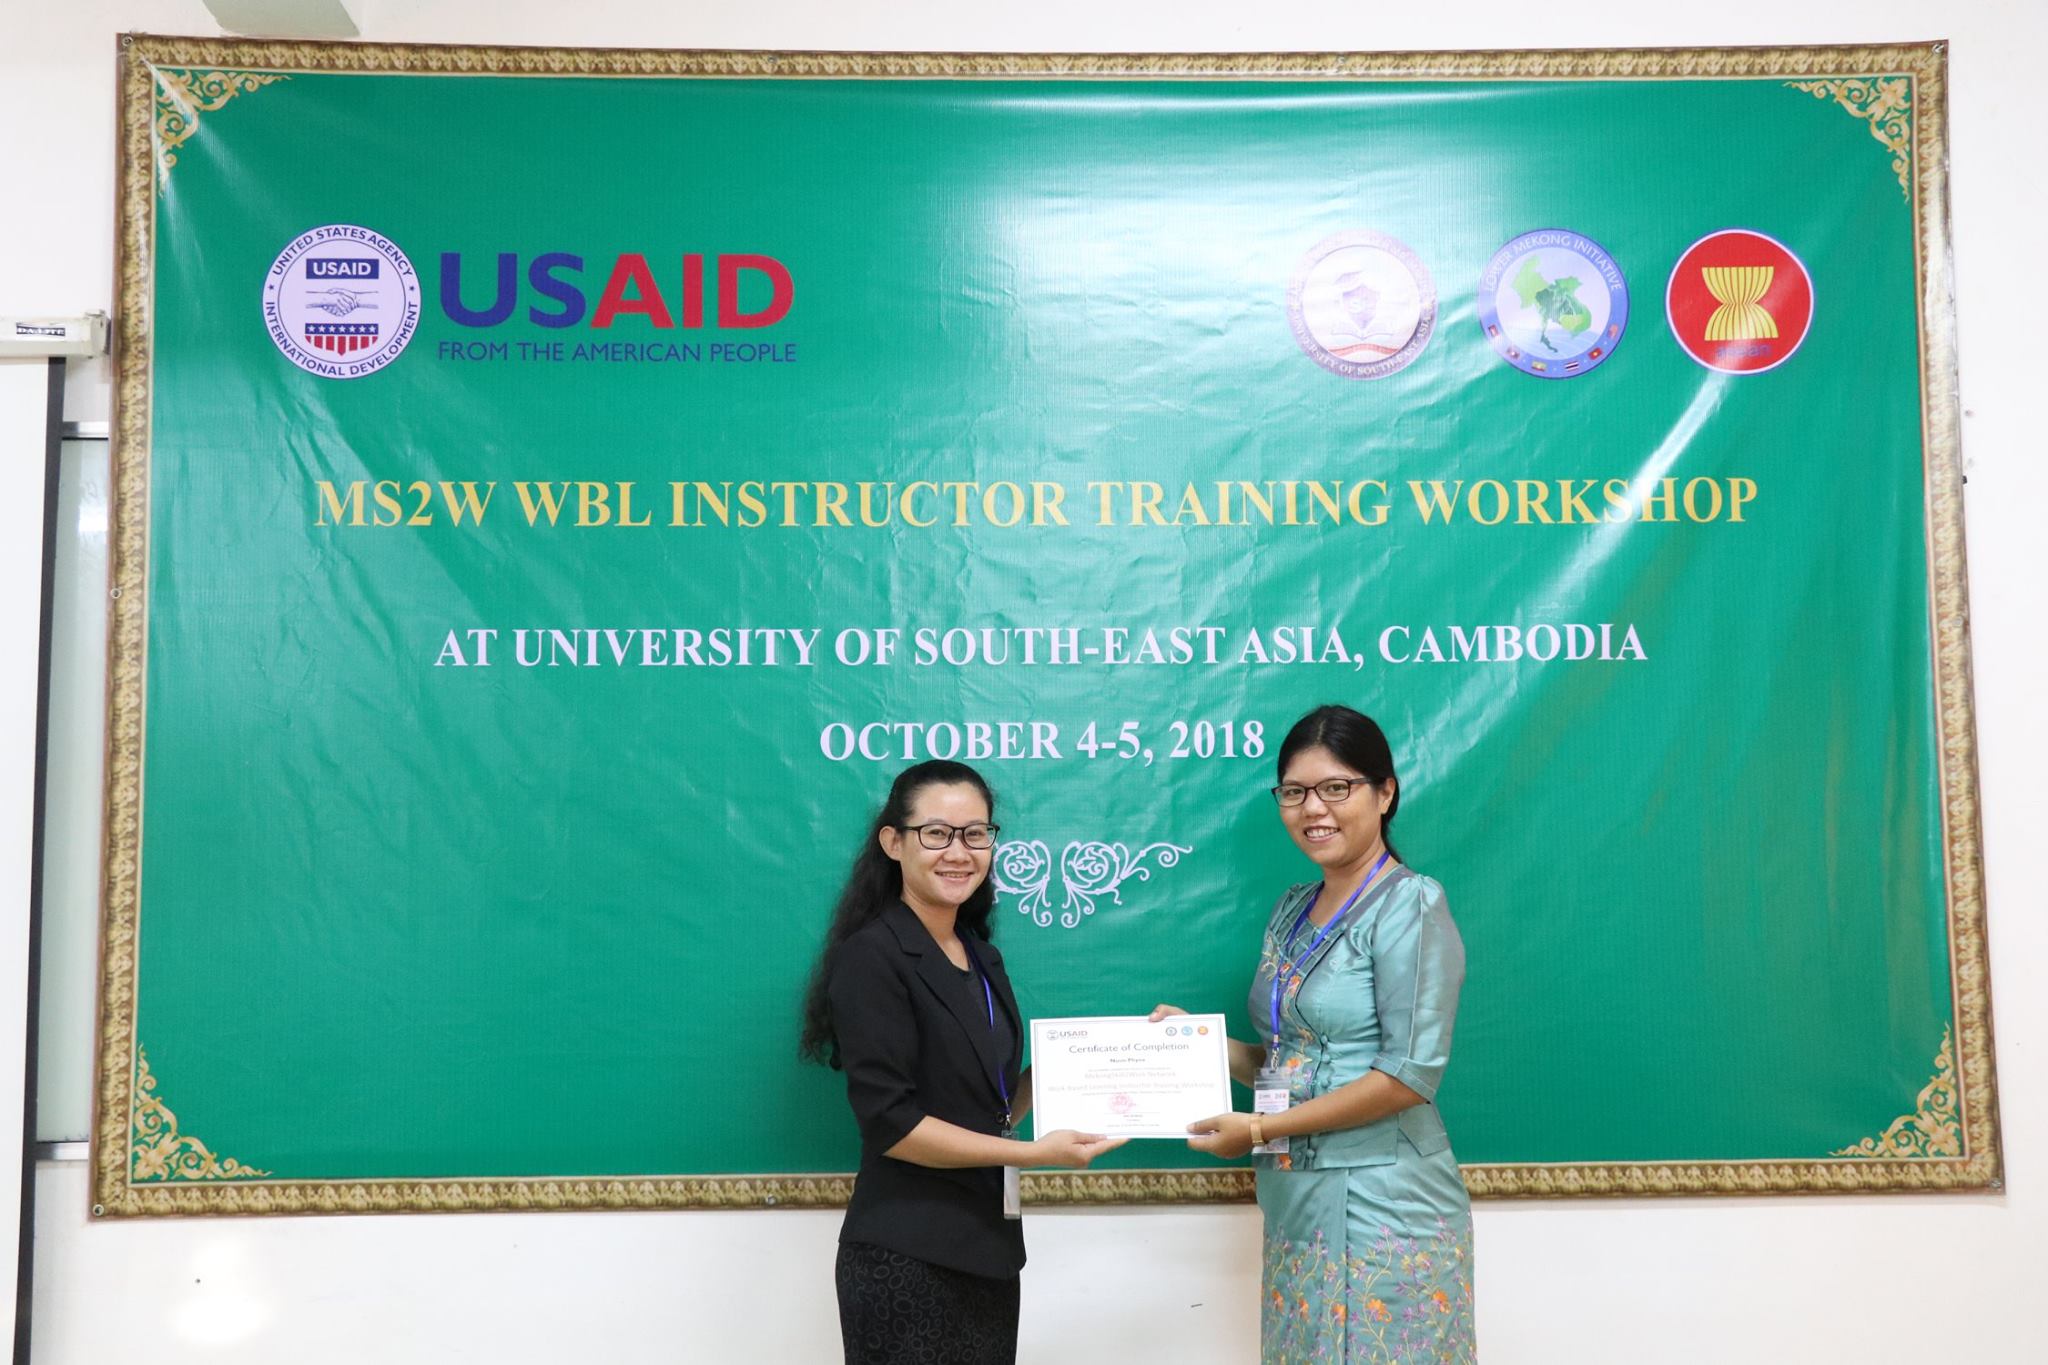 UNITED STATES AGENCY
USAID
INTERNATIONAL DEVELOPMENT
USAID
FROM THE AMERICAN PEOPLE
UNIVERSITY OF SOUTH-EAST ASIA
LOWER MEKONG INITIATIVE
asean
MS2W WBL INSTRUCTOR TRAINING WORKSHOP
AT UNIVERSITY OF SOUTH-EAST ASIA, CAMBODIA
OCTOBER 4-5, 2018
DA-LITE
USAID
Certificate of Completion
MekongSkills2Work Network
Work-Based Learning Instructor Training Workshop